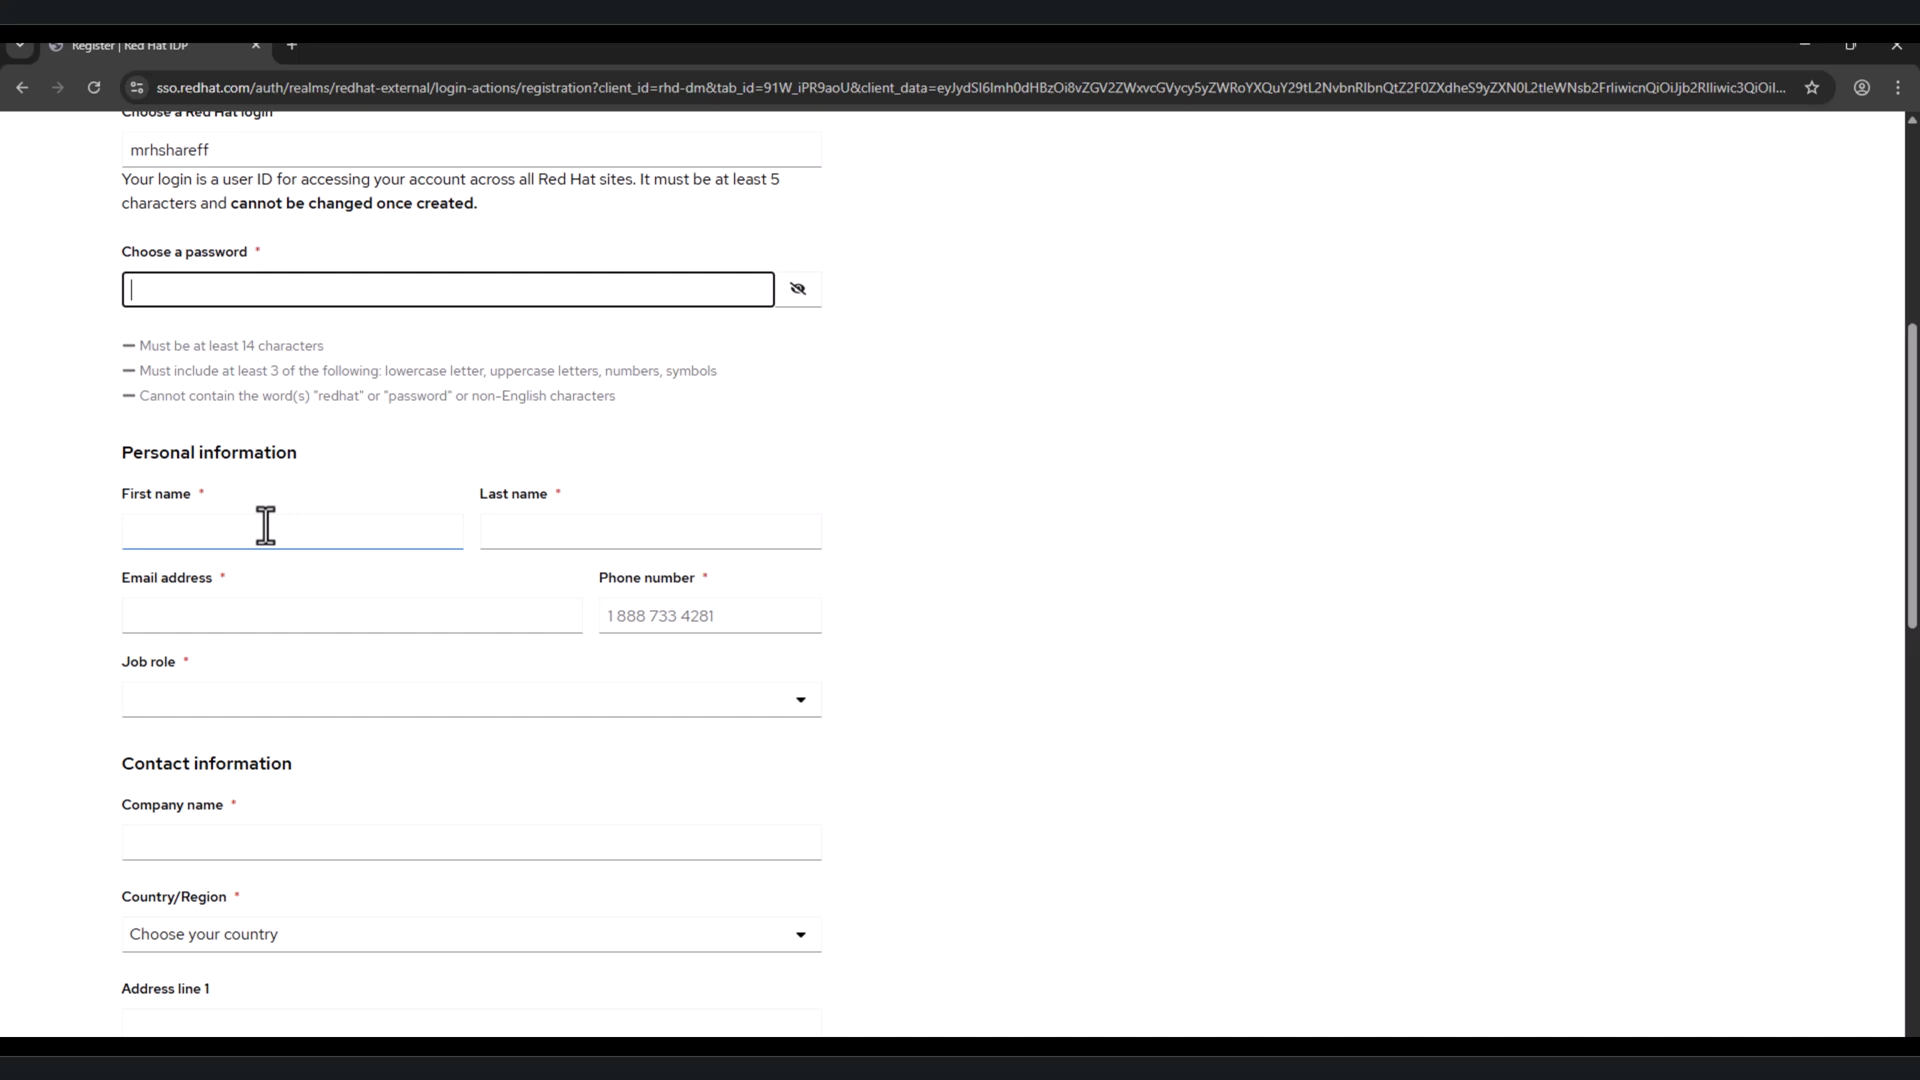 Register | Red Hat IDP
sso.redhat.com/auth/realms/redhat-external/login-actions/registration?client_id=rhd-dm&tab_id=91W_iPR9aoU&client_data=
Choose a Red Hat login
mrhshareff
Your login is a user ID for accessing your account across all Red Hat sites. It must be at least 5
characters and cannot be changed once created.
Choose a password *
Must be at least 14 characters
Must include at least 3 of the following: lowercase letter, uppercase letters, numbers, symbols
Cannot contain the word(s) "redhat" or "password" or non-English characters
Personal information
First name * Last name *
Email address * Phone number *
1 888 733 4281
Job role *
Contact information
Company name *
Country/Region *
Choose your country
Address line 1